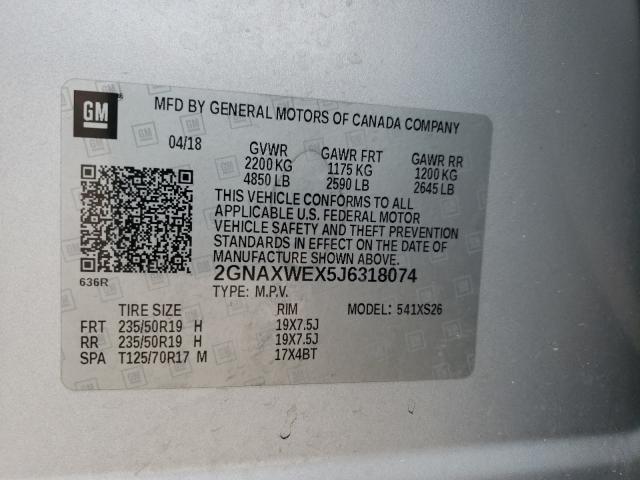 GM
MFD BY GENERAL MOTORS OF CANADA COMPANY
04/18
GVWR GAWR FRT GAWR RR
2200 KG 1175 KG 1200 KG
4850 LB 2590 LB 2645 LB
THIS VEHICLE CONFORMS TO ALL
APPLICABLE U.S. FEDERAL MOTOR
VEHICLE SAFETY AND THEFT PREVENTION
STANDARDS IN EFFECT ON THE DATE OF
MANUFACTURE SHOWN ABOVE.
636R
2GNAXWEX5J6318074
TYPE: M.P.V.
TIRE SIZE RIM MODEL: 541XS26
FRT 235/50R19 H 19X7.5J
RR 235/50R19 H 19X7.5J
SPA T125/70R17 M 17X4BT